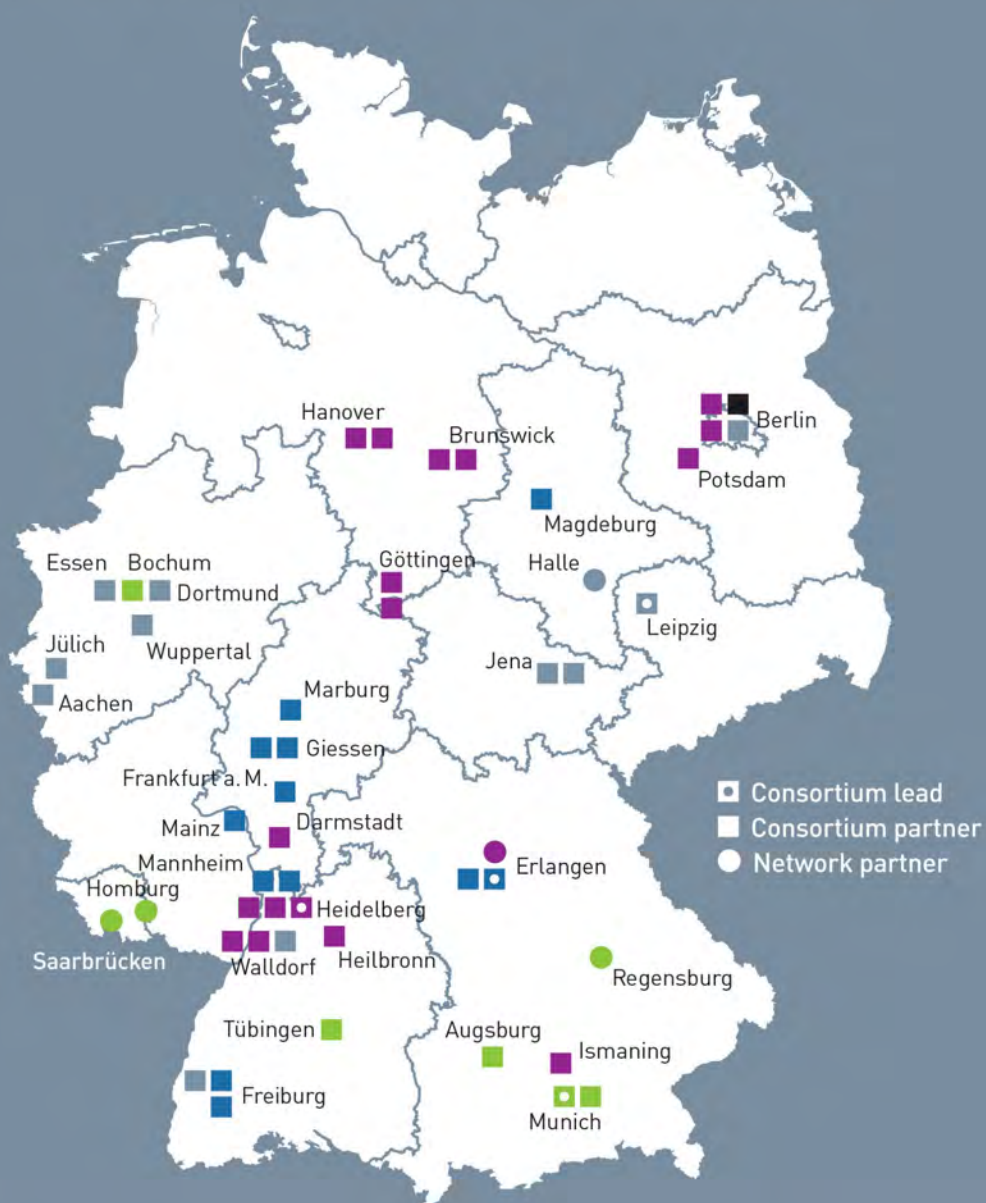 Hanover
Brunswick
Berlin
Potsdam
Magdeburg
Göttingen
Halle
Essen
Bochum
Dortmund
Leipzig
Wuppertal
Jülich
Jena
Aachen
Marburg
Giessen
Frankfurt a. M.
Consortium lead
Mainz
Darmstadt
Consortium partner
Mannheim
Network partner
Erlangen
Homburg
Heidelberg
Saarbrücken
Walldorf
Heilbronn
Regensburg
Tübingen
Augsburg
Ismaning
Freiburg
Munich